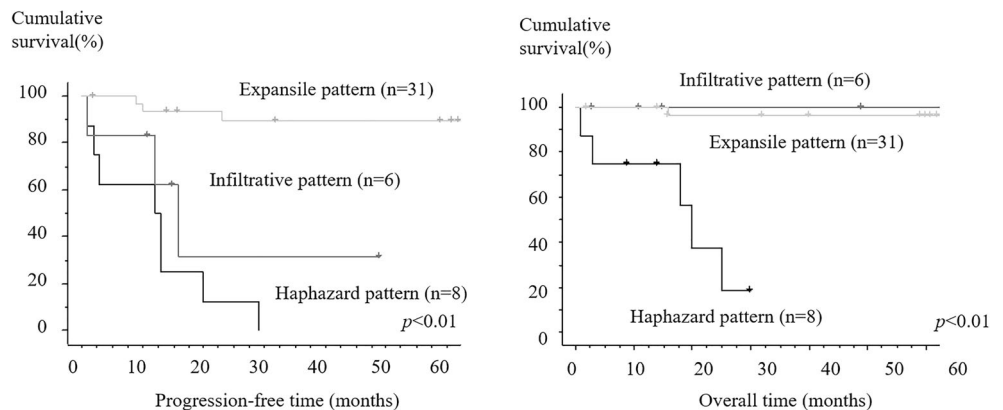 Cumulative
survival(%)
100
80
60
40
20
0
Expansile pattern (n=31)
Infiltrative pattern (n=6)
Haphazard pattern (n=8)
p<0.01
0 10 20 30 40 50 60
Progression-free time (months)
Cumulative
survival(%)
100
80
60
40
20
0
Infiltrative pattern (n=6)
Expansile pattern (n=31)
Haphazard pattern (n=8)
p<0.01
0 10 20 30 40 50 60
Overall time (months)